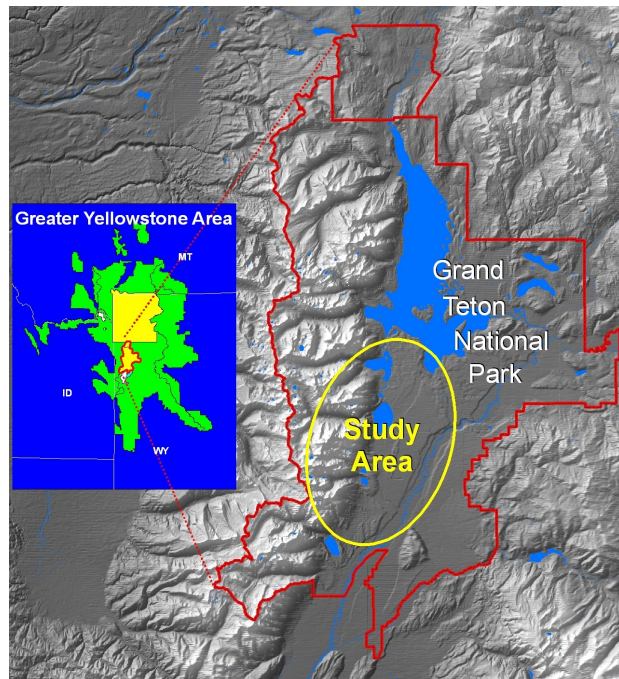 Greater Yellowstone Area
MT
ID
WY
Grand
Teton
National
Park
Study
Area